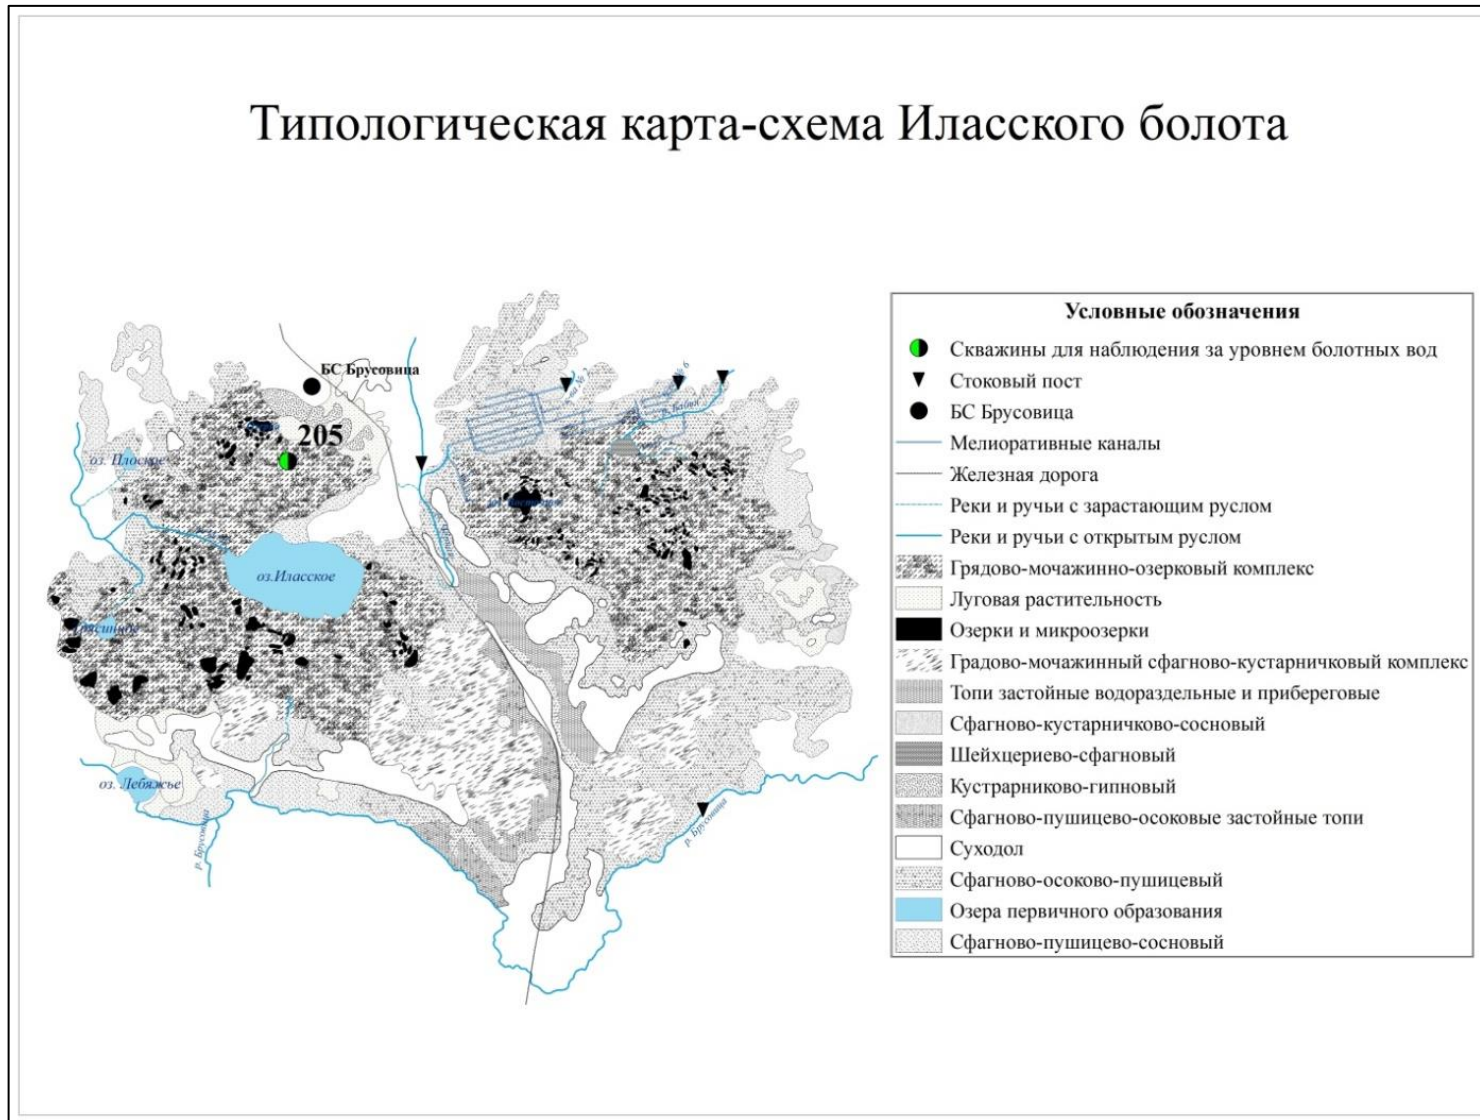 Типологическая карта-схема Иласского болота
БС Брусовица
205
оз. Плоское
оз.Иласское
оз. Лебяжье
р. Брусовица
р. Бабья
р. Брусовица
Условные обозначения
Скважины для наблюдения за уровнем болотных вод
Стоковый пост
БС Брусовица
Мелиоративные каналы
Железная дорога
Реки и ручьи с зарастающим руслом
Реки и ручьи с открытым руслом
Грядово-мочажинно-озерковый комплекс
Луговая растительность
Озерки и микроозерки
Градово-мочажинный сфагново-кустарничковый комплекс
Топи застойные водораздельные и прибереговые
Сфагново-кустарничково-сосновый
Шейхцериево-сфагновый
Кустрарниково-гипновый
Сфагново-пушицево-осоковые застойные топи
Суходол
Сфагново-осоково-пушицевый
Озера первичного образования
Сфагново-пушицево-сосновый